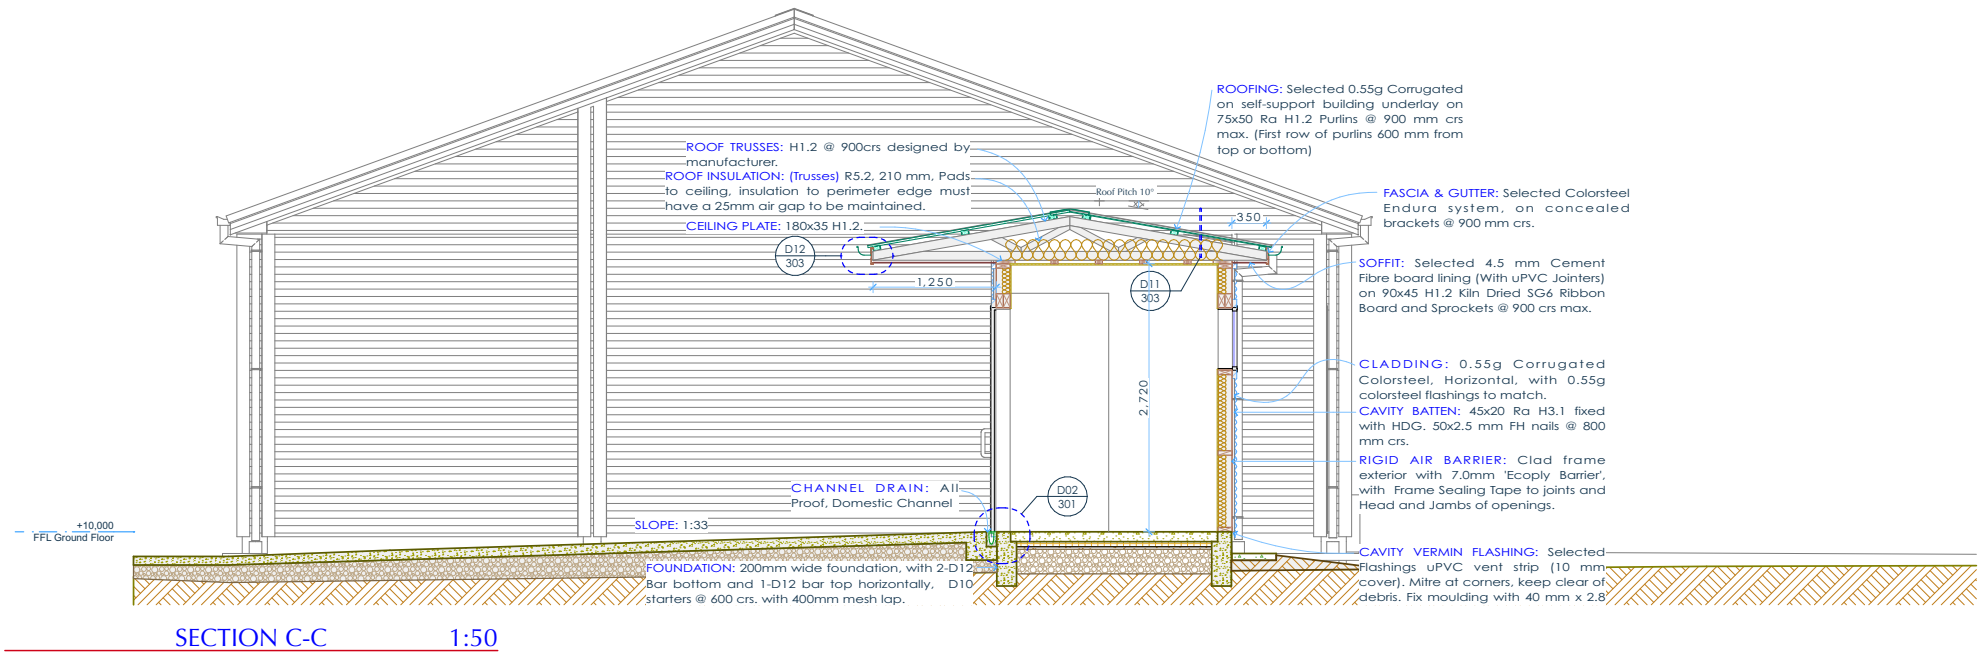 ROOFING: Selected 0.55g Corrugated
on self-support building underlay on
75x50 Ra H1.2 Purlins @ 900 mm crs
max. (First row of purlins 600 mm from
top or bottom)
ROOF TRUSSES: H1.2 @ 900crs designed by
manufacturer.
ROOF INSULATION: (Trusses) R5.2, 210 mm, Pads
to ceiling, insulation to perimeter edge must
have a 25mm air gap to be maintained.
CEILING PLATE: 180x35 H1.2.
Roof Pitch 10°
350
FASCIA & GUTTER: Selected Colorsteel
Endura system, on concealed
brackets @ 900 mm crs.
D12
303
1,250
D11
303
SOFFIT: Selected 4.5 mm Cement
Fibre board lining (With uPVC Jointers)
on 90x45 H1.2 Kiln Dried SG6 Ribbon
Board and Sprockets @ 900 crs max.
2,720
CLADDING: 0.55g Corrugated
Colorsteel, Horizontal, with 0.55g
colorsteel flashings to match.
CAVITY BATTEN: 45x20 Ra H3.1 fixed
with HDG. 50x2.5 mm FH nails @ 800
mm crs.
RIGID AIR BARRIER: Clad frame
exterior with 7.0mm 'Ecoply Barrier',
with Frame Sealing Tape to joints and
Head and Jambs of openings.
CHANNEL DRAIN: All
Proof, Domestic Channel
D02
301
SLOPE: 1:33
+10,000
FFL Ground Floor
FOUNDATION: 200mm wide foundation, with 2-D12
Bar bottom and 1-D12 bar top horizontally, D10
starters @ 600 crs. with 400mm mesh lap.
CAVITY VERMIN FLASHING: Selected
Flashings uPVC vent strip (10 mm
cover). Mitre at corners, keep clear of
debris. Fix moulding with 40 mm x 2.8
SECTION C-C 1:50